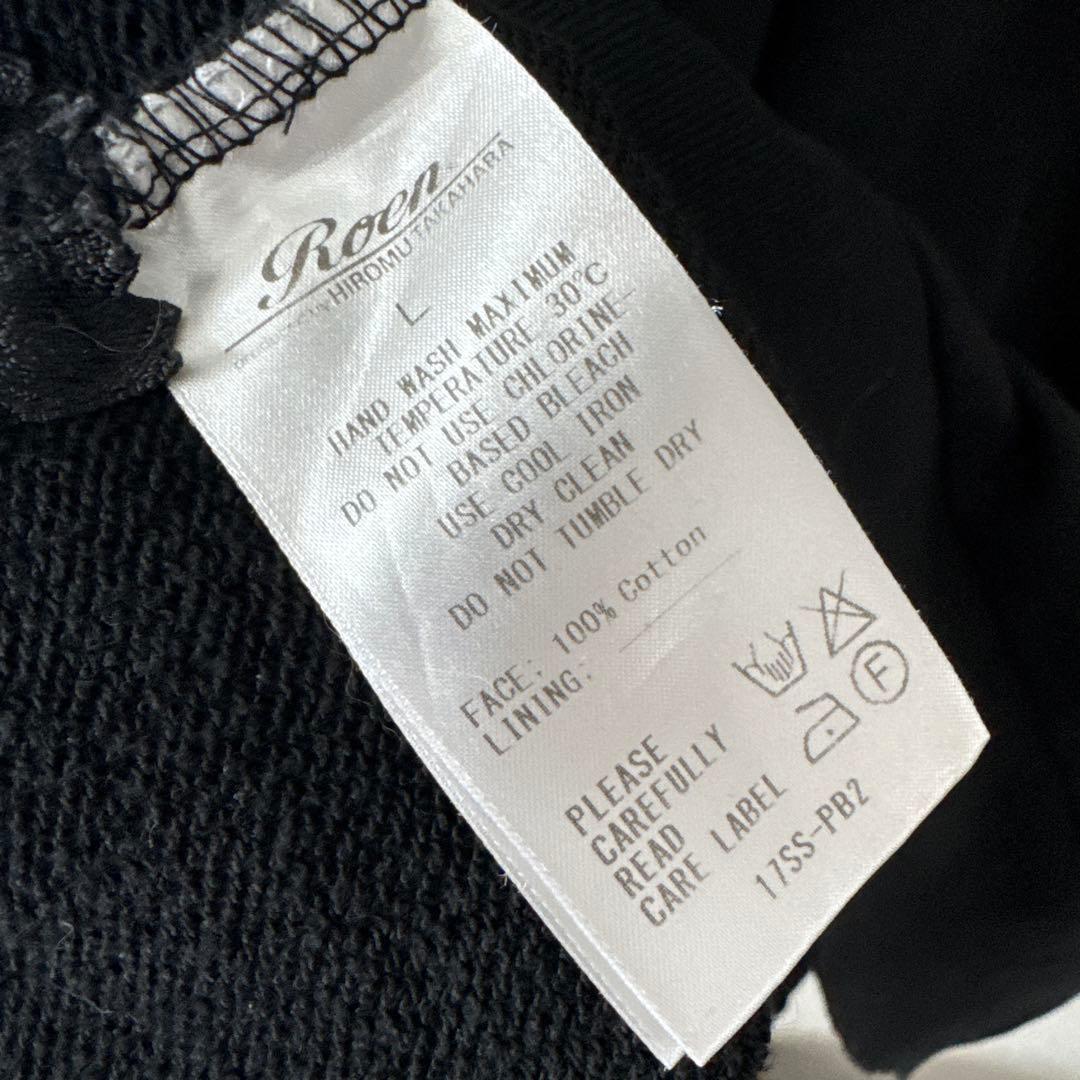 Roen
HIROMU TAKAHARA
L
HAND WASH MAXIMUM
TEMPERATURE 30°C
DO NOT USE CHLORINE-
BASED BLEACH
USE COOL IRON
DRY CLEAN
DO NOT TUMBLE DRY
FACE: 100% Cotton
LINING:
F
PLEASE
CAREFULLY
READ
CARE LABEL
17SS-PB2